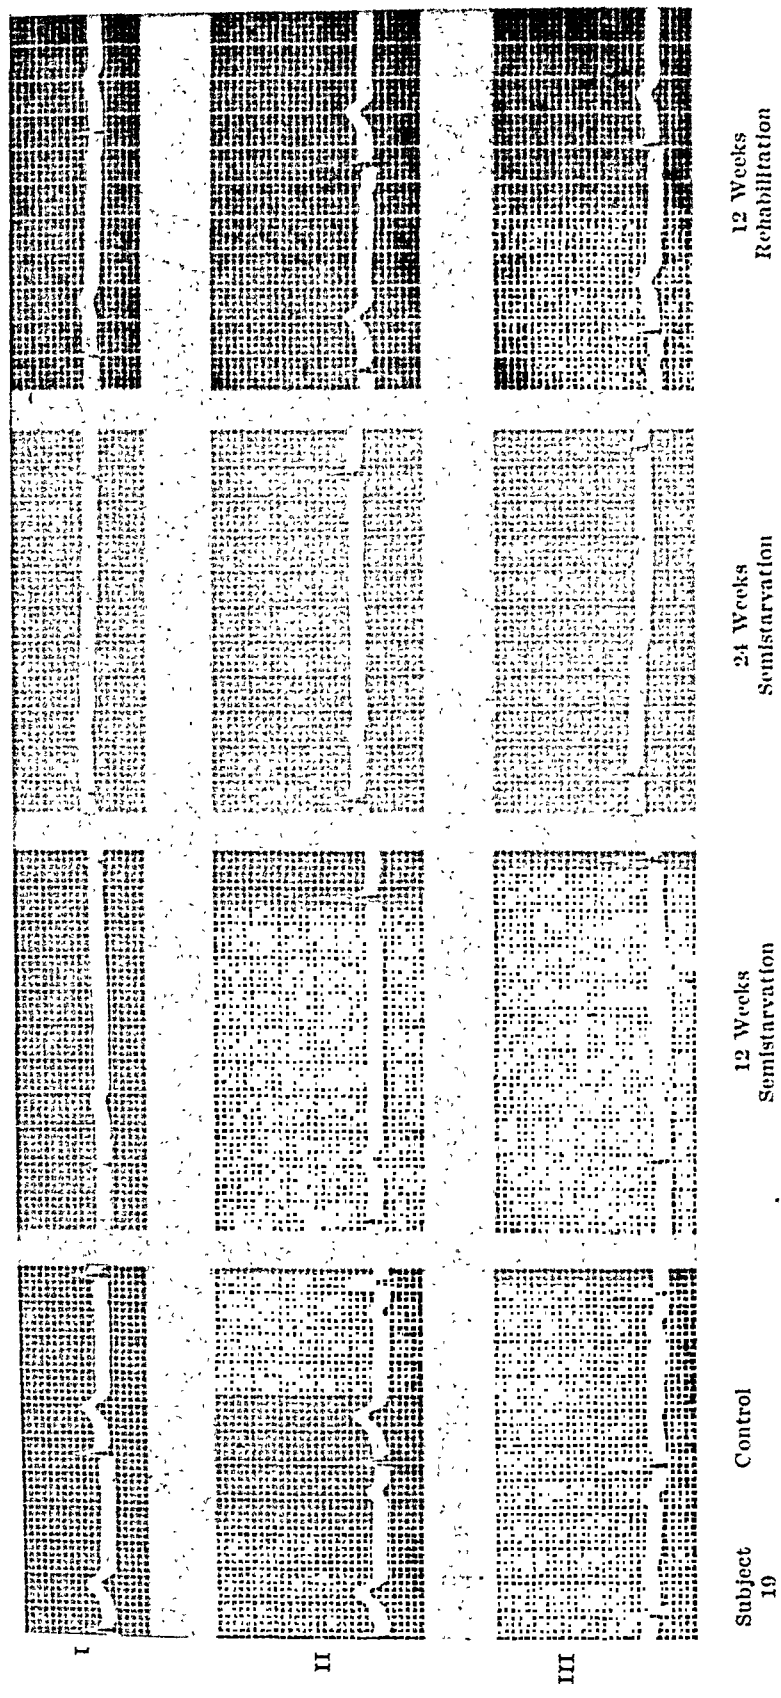 I
II
III
Subject
19
Control
12 Weeks
Semistarvation
24 Weeks
Semistarvation
12 Weeks
Rehabilitation